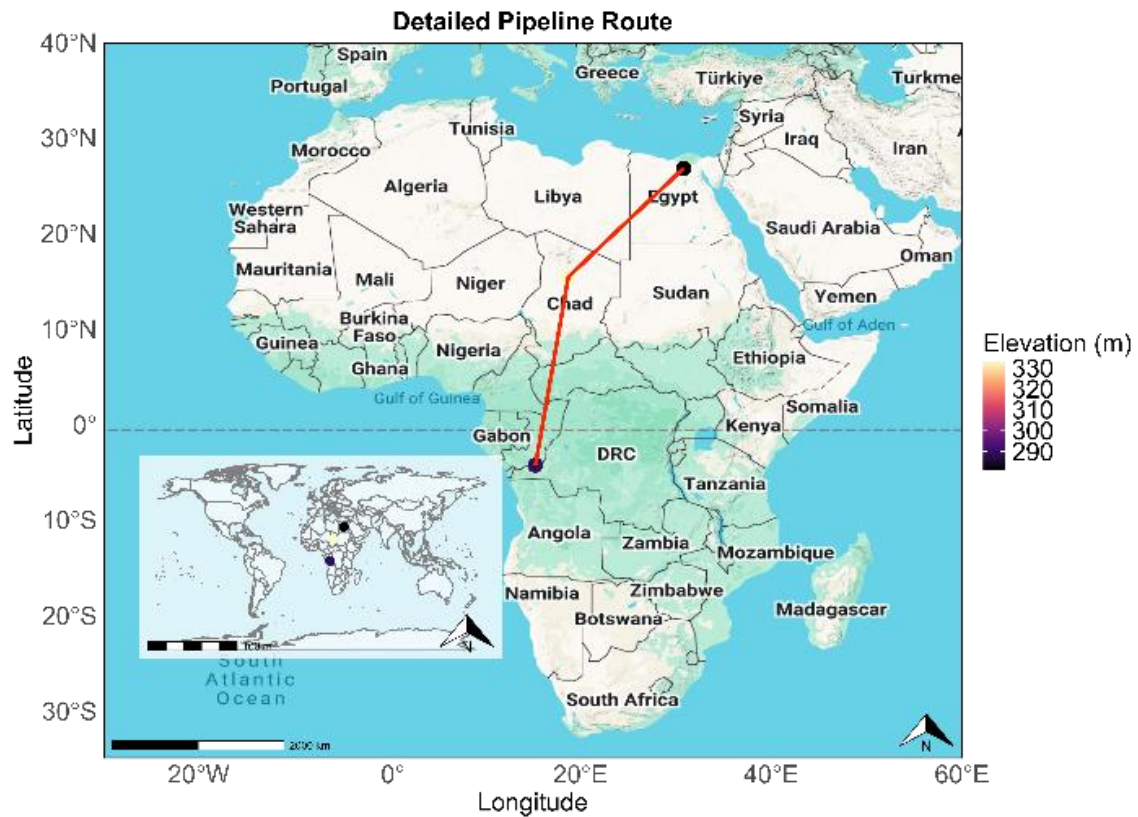 Detailed Pipeline Route
40°N
30°N
20°N
10°N
0°
10°S
20°S
30°S
Latitude
Spain
Portugal
Greece
Türkiye
Turkme
Syria
Iraq
Iran
Tunisia
Morocco
Algeria
Libya
Egypt
Western
Sahara
Saudi Arabia
Oman
Mauritania
Mali
Niger
Chad
Sudan
Yemen
Gulf of Aden
Burkina
Faso
Guinea
Ghana
Nigeria
Ethiopia
Gulf of Guinea
Somalia
Gabon
Kenya
DRC
Tanzania
Angola
Zambia
Mozambique
Namibia
Zimbabwe
Botswana
Madagascar
South Africa
South
Atlantic
Ocean
N
2000 km
N
20°W
0°
20°E
40°E
60°E
Longitude
Elevation (m)
330
320
310
300
290